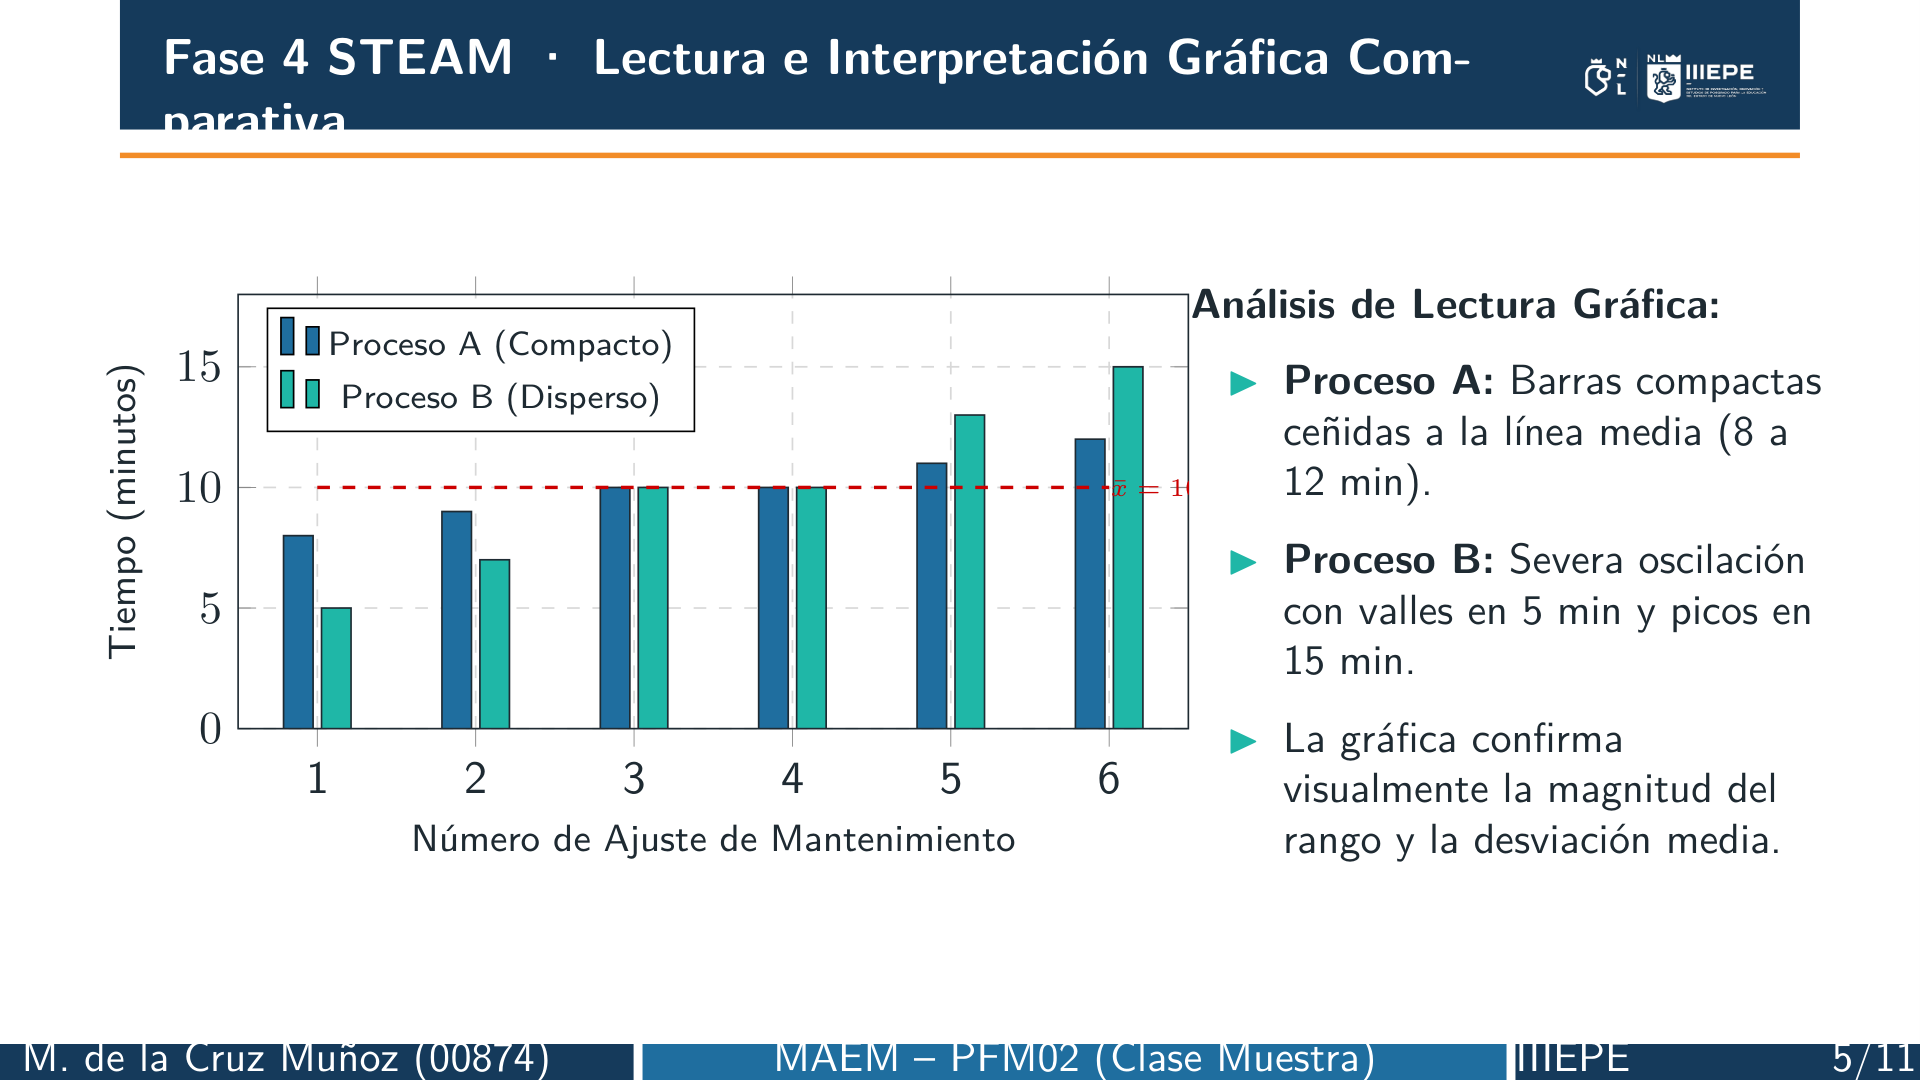 Fase 4 STEAM · Lectura e Interpretación Gráfica Com-
parativa
N
L
NL
IIIEPE
Proceso A (Compacto)
Proceso B (Disperso)
Tiempo (minutos)
15
10
5
0
x̄ = 1
1 2 3 4 5 6
Número de Ajuste de Mantenimiento
Análisis de Lectura Gráfica:
Proceso A: Barras compactas
ceñidas a la línea media (8 a
12 min).
Proceso B: Severa oscilación
con valles en 5 min y picos en
15 min.
La gráfica confirma
visualmente la magnitud del
rango y la desviación media.
M. de la Cruz Muñoz (00874)
MAEM – PFM02 (Clase Muestra)
IIIEPE
5/11